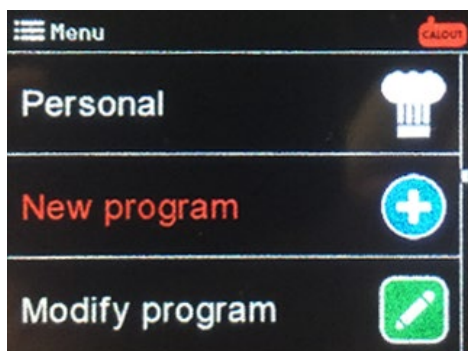 Menu
CALOUT
Personal
New program
Modify program